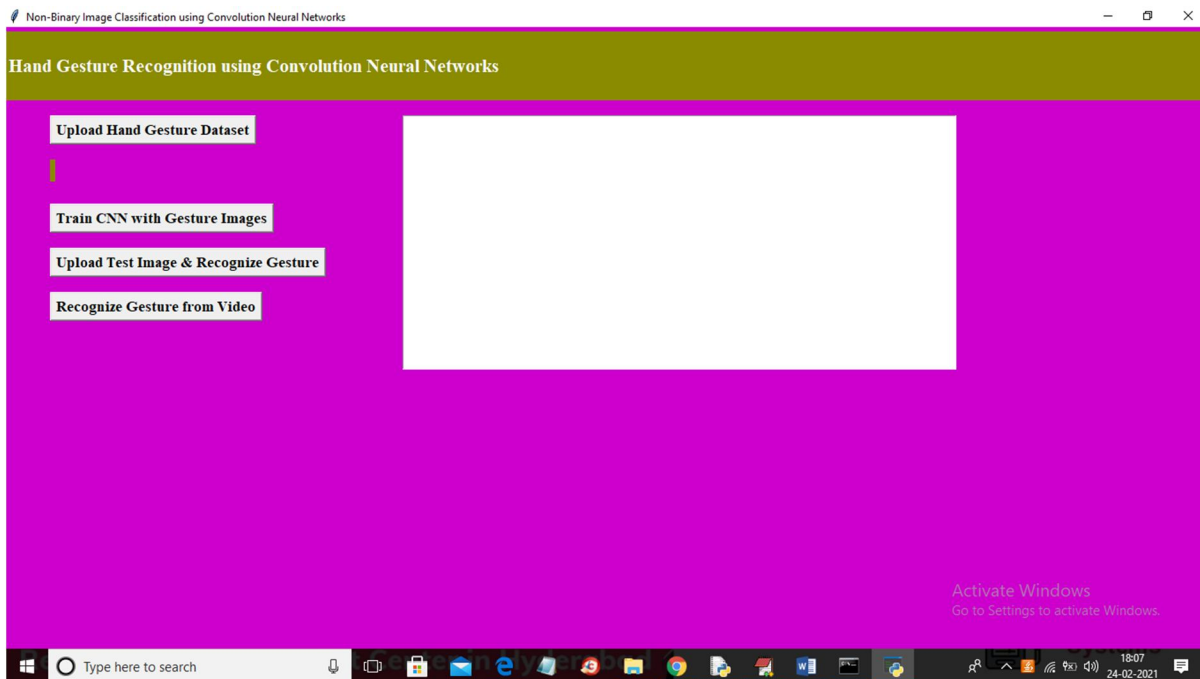 Non-Binary Image Classification using Convolution Neural Networks
Hand Gesture Recognition using Convolution Neural Networks
Upload Hand Gesture Dataset
Train CNN with Gesture Images
Upload Test Image & Recognize Gesture
Recognize Gesture from Video
Activate Windows
Go to Settings to activate Windows.
Type here to search
18:07
24-02-2021